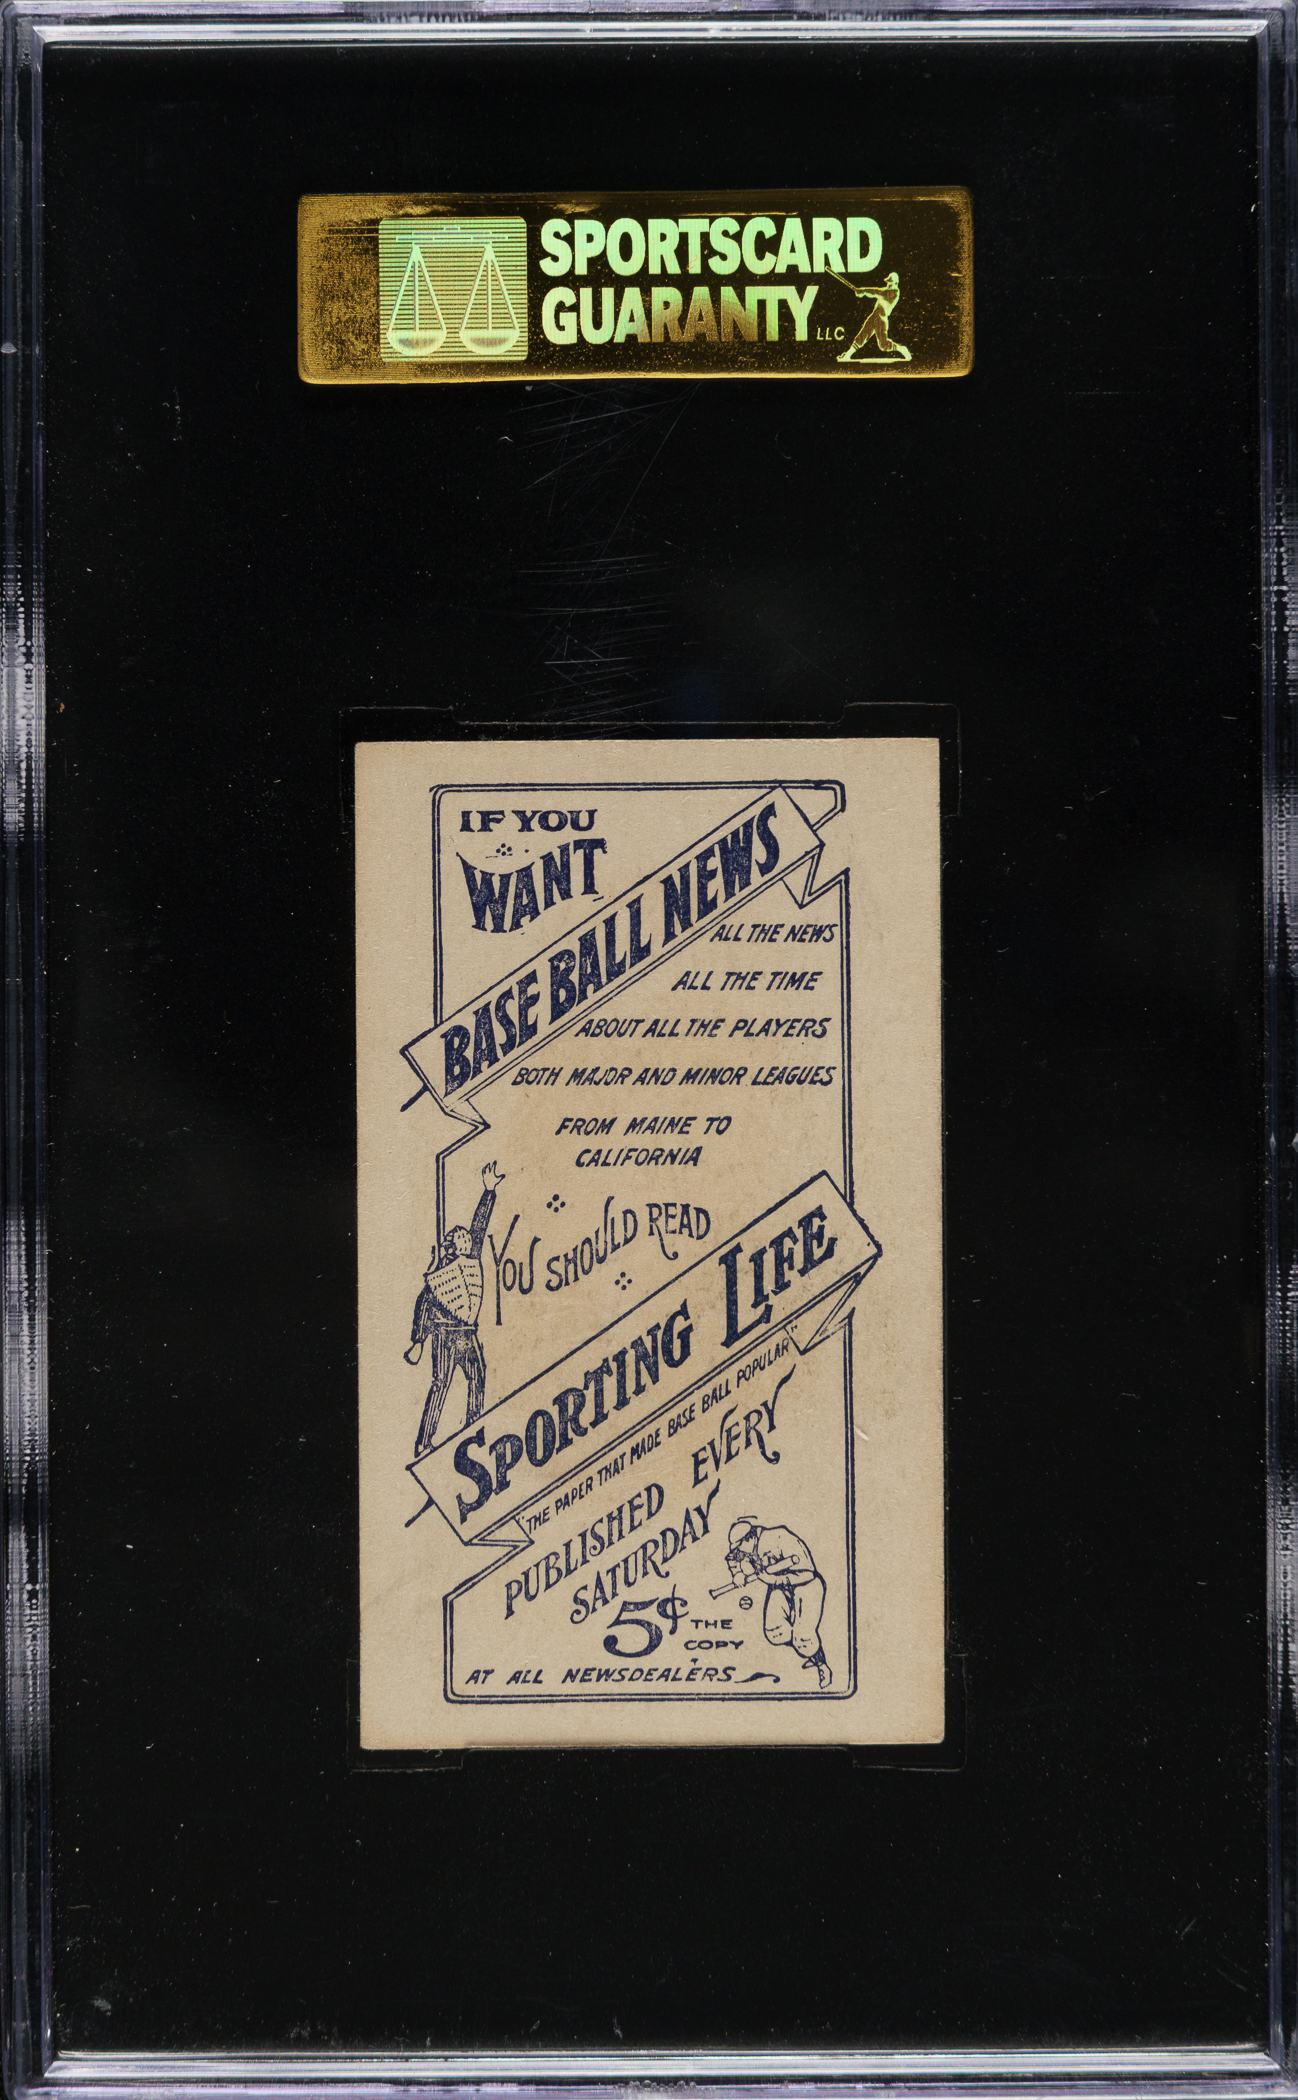 SPORTSCARD
GUARANTY LLC
IF YOU
WANT
BASE BALL NEWS
ALL THE NEWS
ALL THE TIME
ABOUT ALL THE PLAYERS
BOTH MAJOR AND MINOR LEAGUES
FROM MAINE TO
CALIFORNIA
YOU SHOULD READ
SPORTING LIFE
"THE PAPER THAT MADE BASE BALL POPULAR"
PUBLISHED EVERY
SATURDAY
5¢ THE
COPY
AT ALL NEWSDEALERS